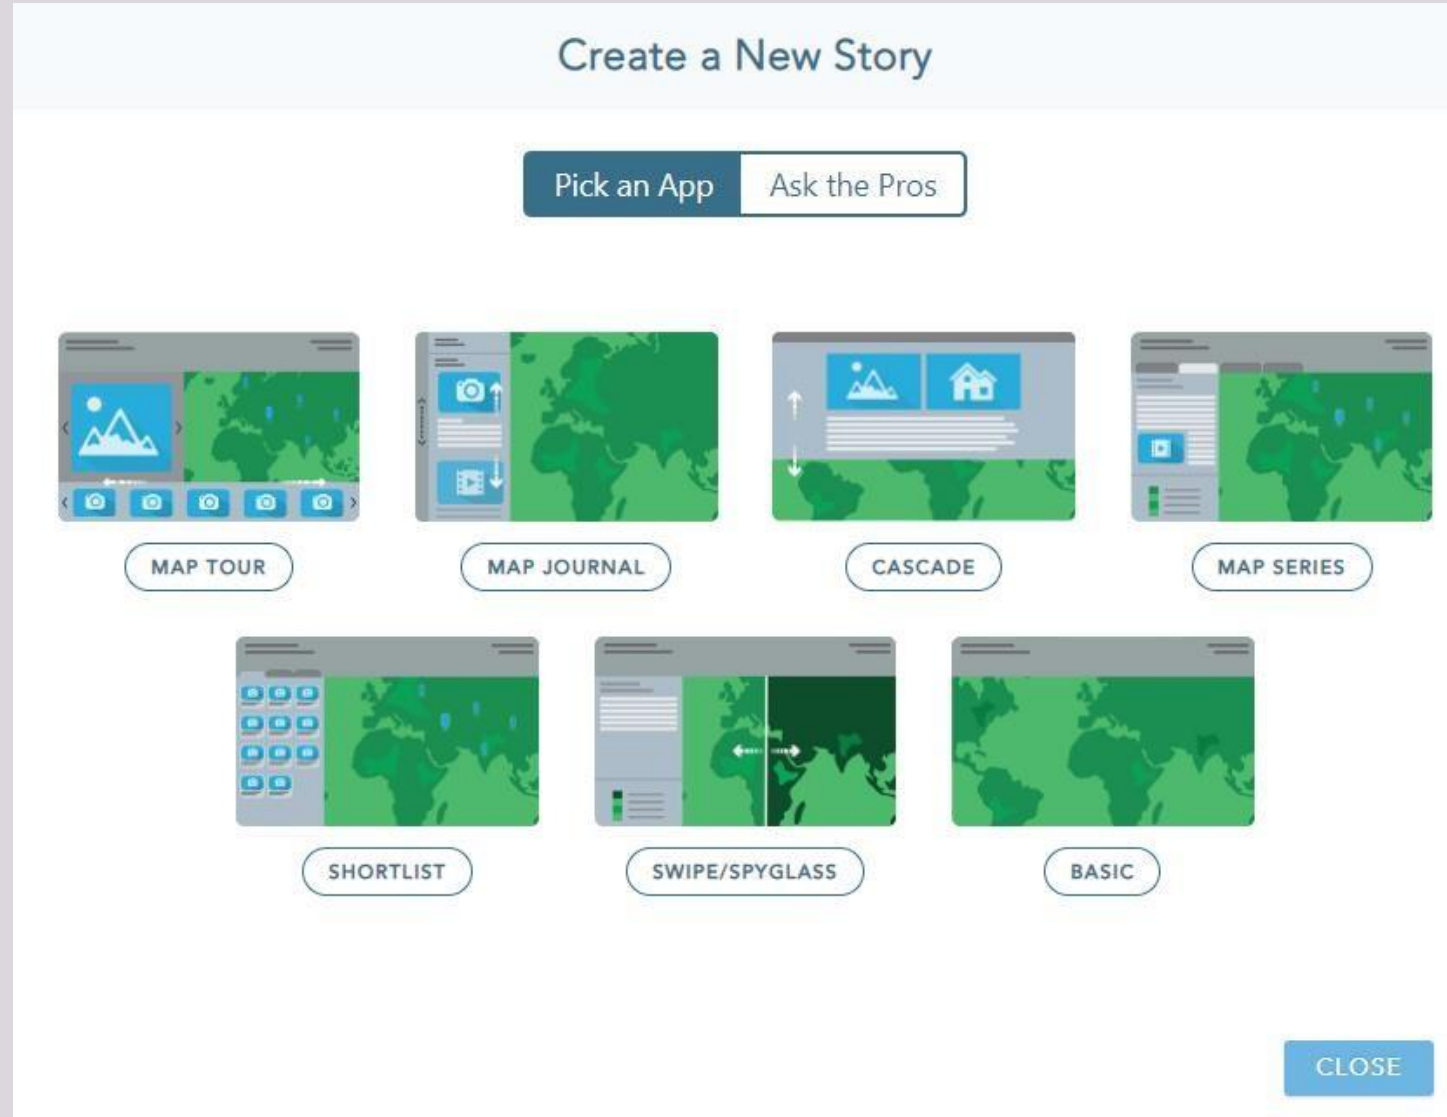 Create a New Story
Pick an App
Ask the Pros
MAP TOUR
MAP JOURNAL
CASCADE
MAP SERIES
SHORTLIST
SWIPE/SPYGLASS
BASIC
CLOSE